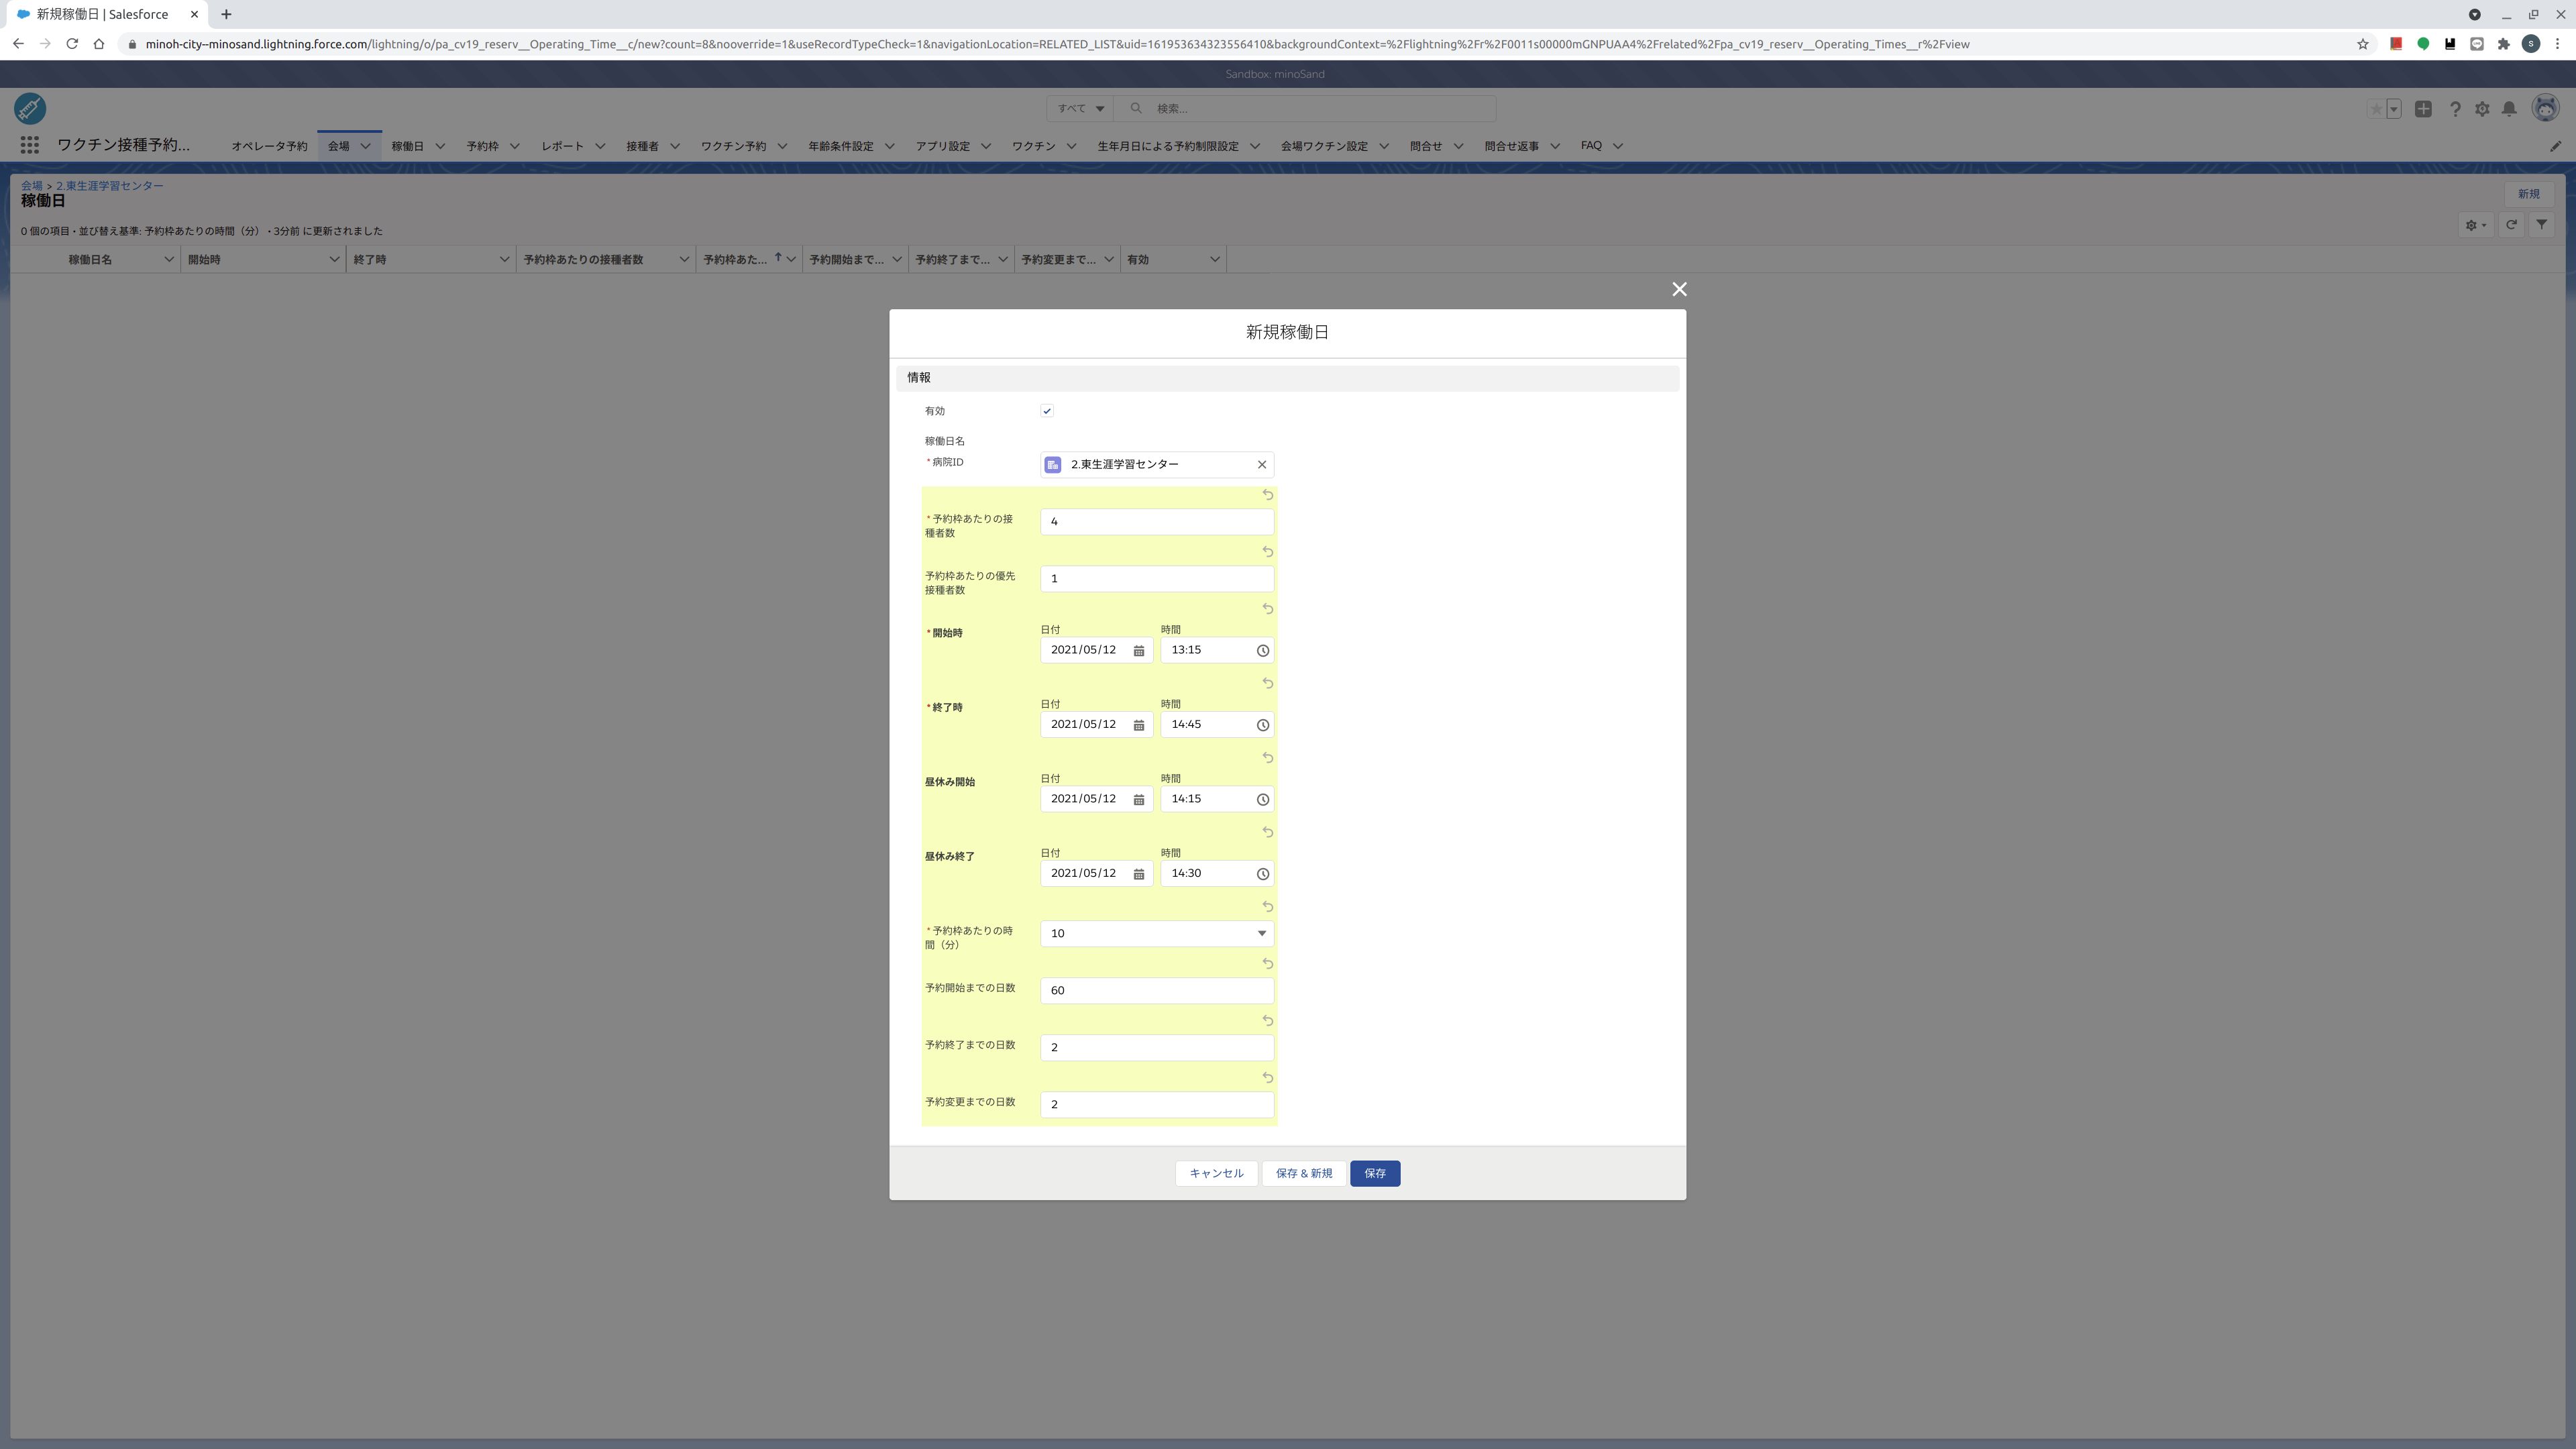 新規稼働日 | Salesforce
minoh-city--minosand.lightning.force.com/lightning/o/pa_cv19_reserv__Operating_Time__c/new?count=8&nooverride=1&useRecordTypeCheck=1&navigationLocation=RELATED_LIST&uid=161953634323556410&backgroundContext=%2Flightning%2Fr%2F0011s00000mGNPUAA4%2Frelated%2Fpa_cv19_reserv__Operating_Times__r%2Fview
S
Sandbox: minoSand
すべて 検索...
ワクチン接種予約... オペレータ予約 会場 稼働日 予約枠 レポート 接種者 ワクチン予約 年齢条件設定 アプリ設定 ワクチン 生年月日による予約制限設定 会場ワクチン設定 問合せ 問合せ返事 FAQ
会場 > 2.東生涯学習センター
稼働日
新規
0 個の項目・並び替え基準: 予約枠あたりの時間（分）・3分前 に更新されました
稼働日名 開始時 終了時 予約枠あたりの接種者数 予約枠あた... 予約開始まで... 予約終了まで... 予約変更まで... 有効
新規稼働日
情報
有効
稼働日名
*病院ID 2.東生涯学習センター
*予約枠あたりの接
種者数
4
予約枠あたりの優先
接種者数
1
*開始時
日付 時間
2021/05/12 13:15
*終了時
日付 時間
2021/05/12 14:45
昼休み開始
日付 時間
2021/05/12 14:15
昼休み終了
日付 時間
2021/05/12 14:30
*予約枠あたりの時
間（分）
10
予約開始までの日数 60
予約終了までの日数 2
予約変更までの日数 2
キャンセル 保存 & 新規 保存